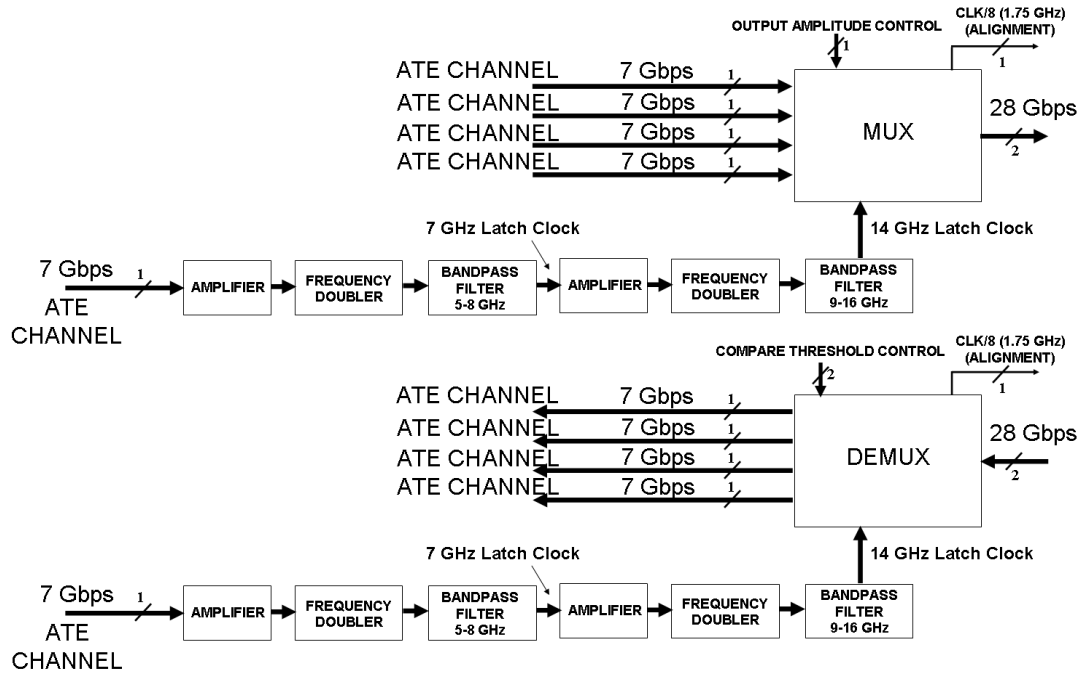 OUTPUT AMPLITUDE CONTROL
1
CLK/8 (1.75 GHz)
(ALIGNMENT)
1
ATE CHANNEL 7 Gbps 1
ATE CHANNEL 7 Gbps 1
ATE CHANNEL 7 Gbps 1
ATE CHANNEL 7 Gbps 1
MUX
28 Gbps
2
7 GHz Latch Clock
14 GHz Latch Clock
7 Gbps 1
ATE
CHANNEL
AMPLIFIER
FREQUENCY
DOUBLER
BANDPASS
FILTER
5-8 GHz
AMPLIFIER
FREQUENCY
DOUBLER
BANDPASS
FILTER
9-16 GHz
COMPARE THRESHOLD CONTROL
2
CLK/8 (1.75 GHz)
(ALIGNMENT)
1
ATE CHANNEL 7 Gbps 1
ATE CHANNEL 7 Gbps 1
ATE CHANNEL 7 Gbps 1
ATE CHANNEL 7 Gbps 1
DEMUX
28 Gbps
2
7 GHz Latch Clock
14 GHz Latch Clock
7 Gbps 1
ATE
CHANNEL
AMPLIFIER
FREQUENCY
DOUBLER
BANDPASS
FILTER
5-8 GHz
AMPLIFIER
FREQUENCY
DOUBLER
BANDPASS
FILTER
9-16 GHz